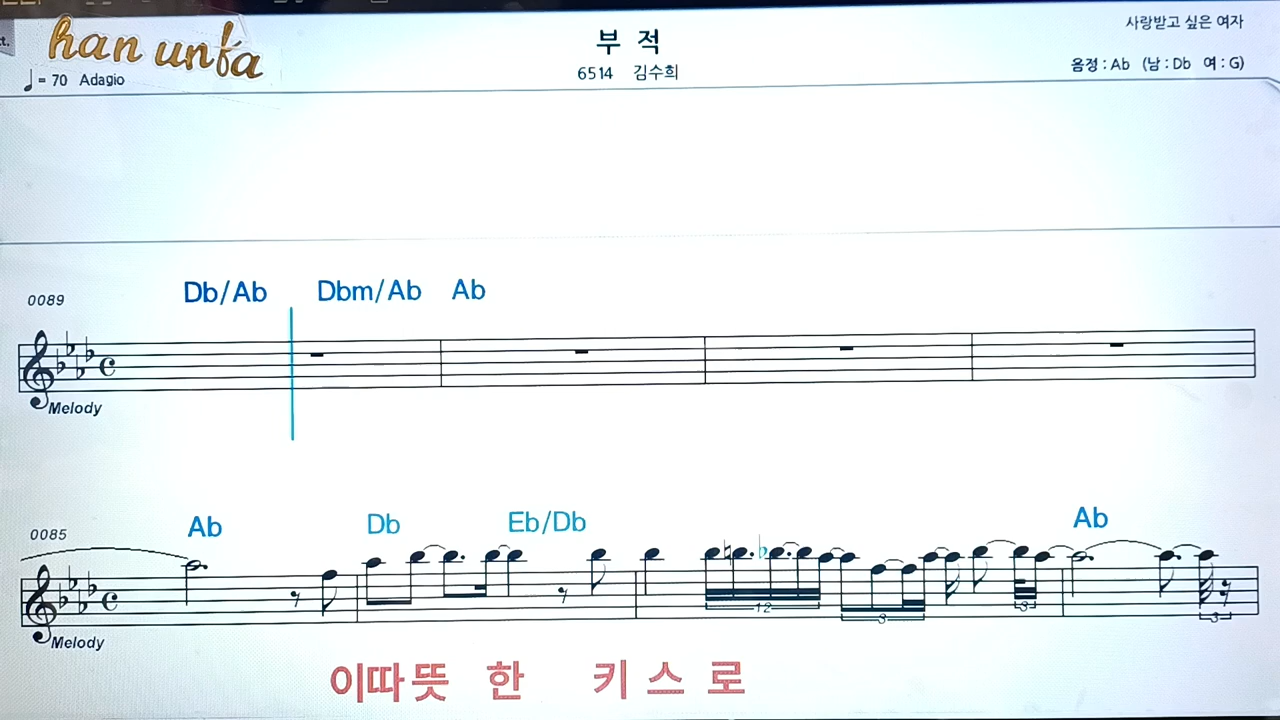 han unfa
부 적
사랑받고 싶은 여자
♩= 70 Adagio
6514 김수희
음정 : Ab (남 : Db 여 : G)
0089
Db/Ab Dbm/Ab Ab
Melody
0085
Ab Db Eb/Db Ab
12 3 3 3
Melody
이따뜻 한 키 스 로